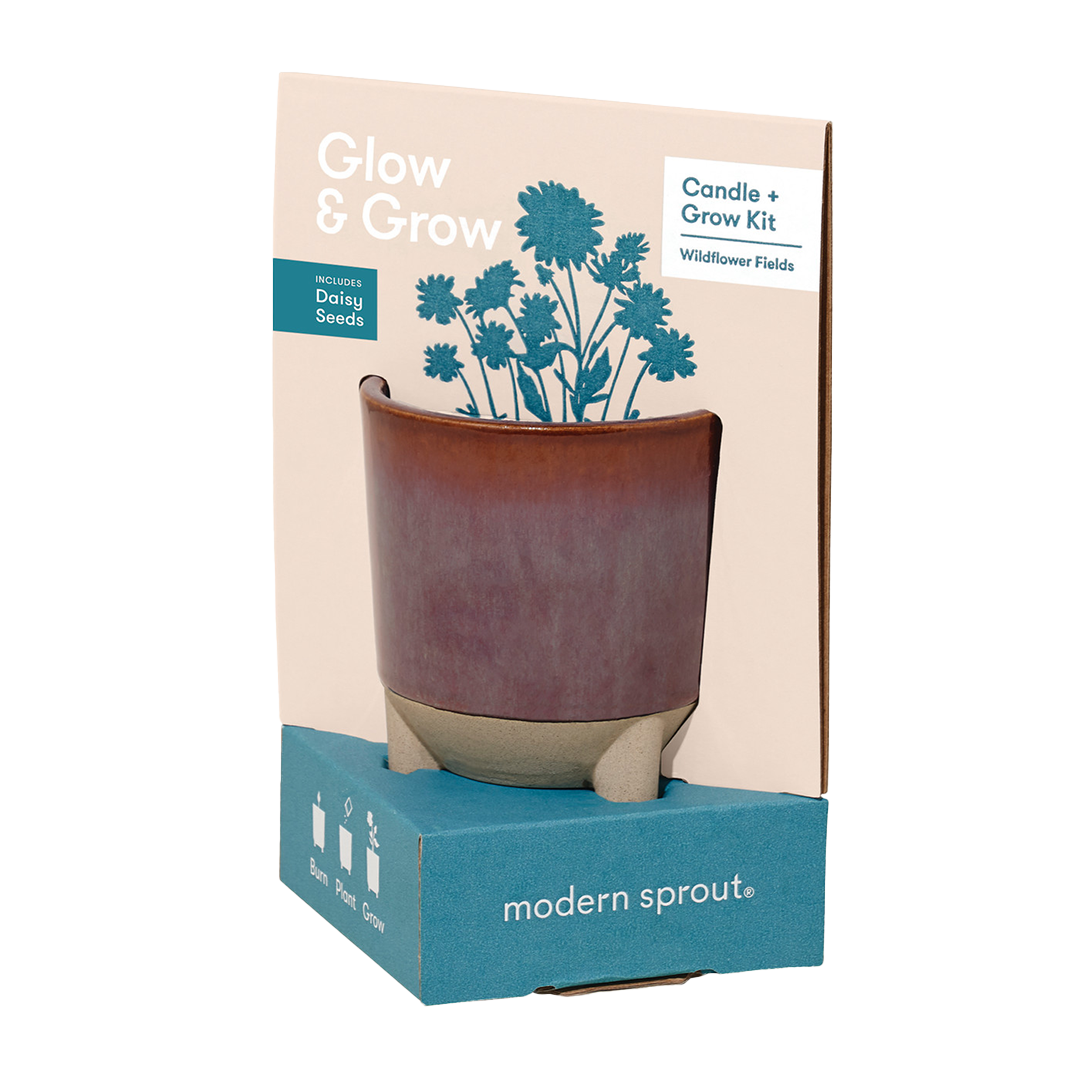 Glow
& Grow
Candle +
Grow Kit
Wildflower Fields
INCLUDES
Daisy
Seeds
Burn Plant Grow
modern sprout®